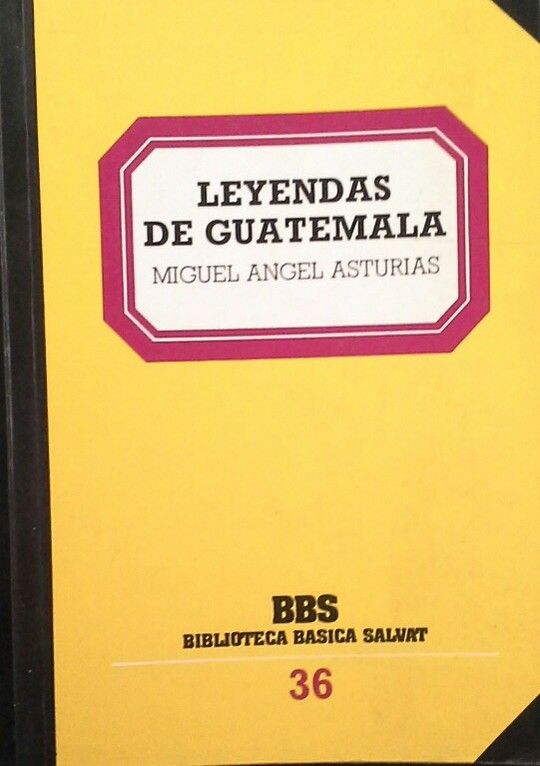 LEYENDAS
DE GUATEMALA
MIGUEL ANGEL ASTURIAS
BBS
BIBLIOTECA BASICA SALVAT
36